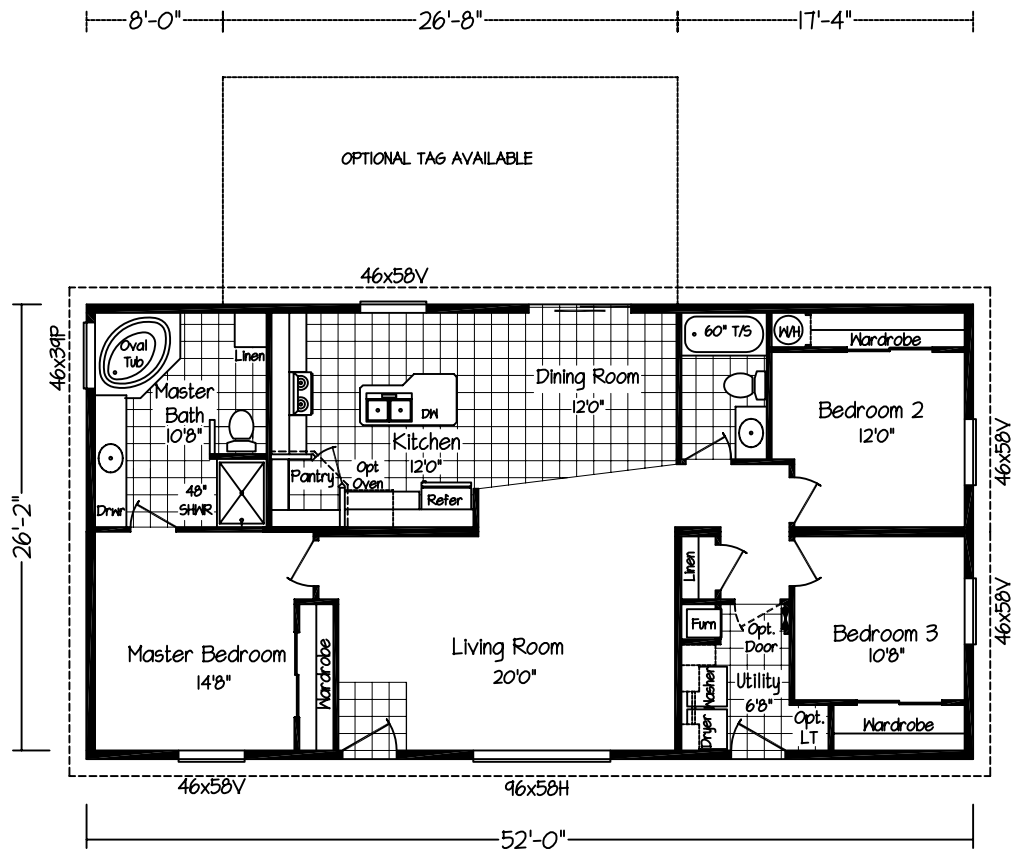 8'-0" 26'-8" 17'-4"
OPTIONAL TAG AVAILABLE
46x58V
46x39P
Oval
Tub
Linen
60" T/S
W/H
Wardrobe
Master
Bath
10'8"
Dining Room
12'0"
DW
Kitchen
12'0"
Bedroom 2
12'0"
46x58V
Pantry
Opt
Oven
Refer
48"
SHWR
Drwr
26'-2"
Linen
Furn
Opt.
Door
Bedroom 3
10'8"
46x58V
Master Bedroom
14'8"
Wardrobe
Living Room
20'0"
Washer
Utility
6'8"
Dryer
Opt.
LT
Wardrobe
46x58V
96x58H
52'-0"